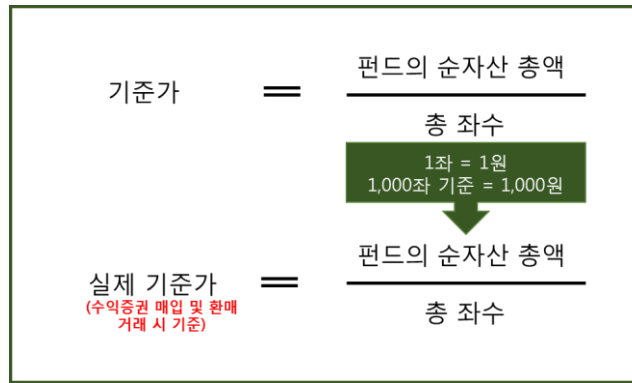 기준가 = 펀드의 순자산 총액
총 좌수
1좌 = 1원
1,000좌 기준 = 1,000원
실제 기준가 = 펀드의 순자산 총액
(수익증권 매입 및 환매
거래 시 기준)
총 좌수